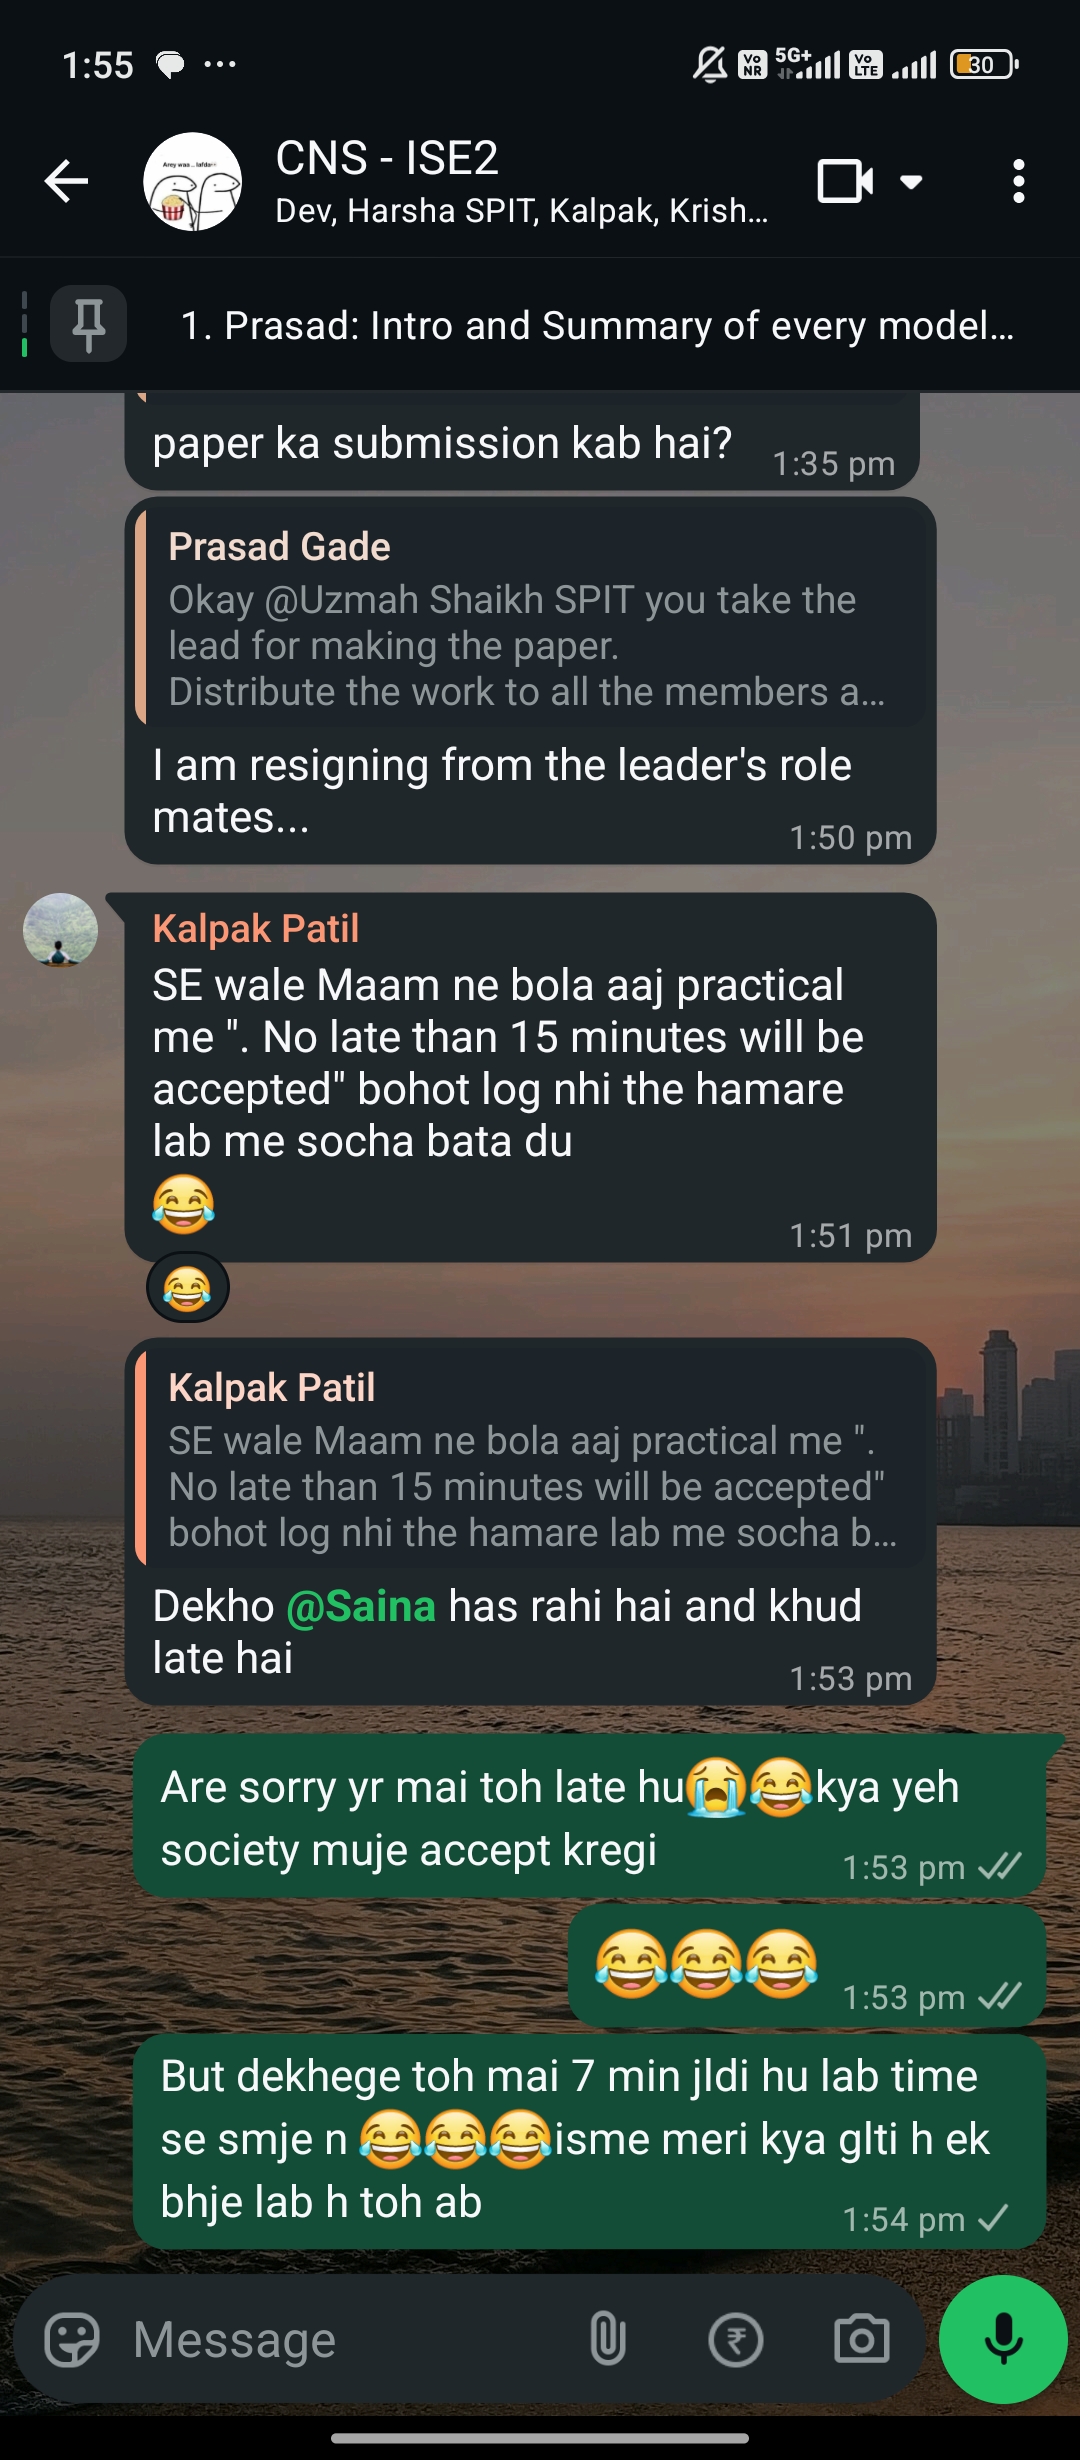 1:55
Vo
NR
5G+
Vo
LTE
30
Arey waa... lafda
CNS - ISE2
Dev, Harsha SPIT, Kalpak, Krish...
1. Prasad: Intro and Summary of every model...
paper ka submission kab hai?
1:35 pm
Prasad Gade
Okay @Uzmah Shaikh SPIT you take the
lead for making the paper.
Distribute the work to all the members a...
I am resigning from the leader's role
mates...
1:50 pm
Kalpak Patil
SE wale Maam ne bola aaj practical
me ". No late than 15 minutes will be
accepted" bohot log nhi the hamare
lab me socha bata du
😂
1:51 pm
😂
Kalpak Patil
SE wale Maam ne bola aaj practical me ".
No late than 15 minutes will be accepted"
bohot log nhi the hamare lab me socha b...
Dekho @Saina has rahi hai and khud
late hai
1:53 pm
Are sorry yr mai toh late hu😭😂kya yeh
society muje accept kregi
1:53 pm
😂😂😂
1:53 pm
But dekhege toh mai 7 min jldi hu lab time
se smje n 😂😂😂isme meri kya glti h ek
bhje lab h toh ab
1:54 pm
Message